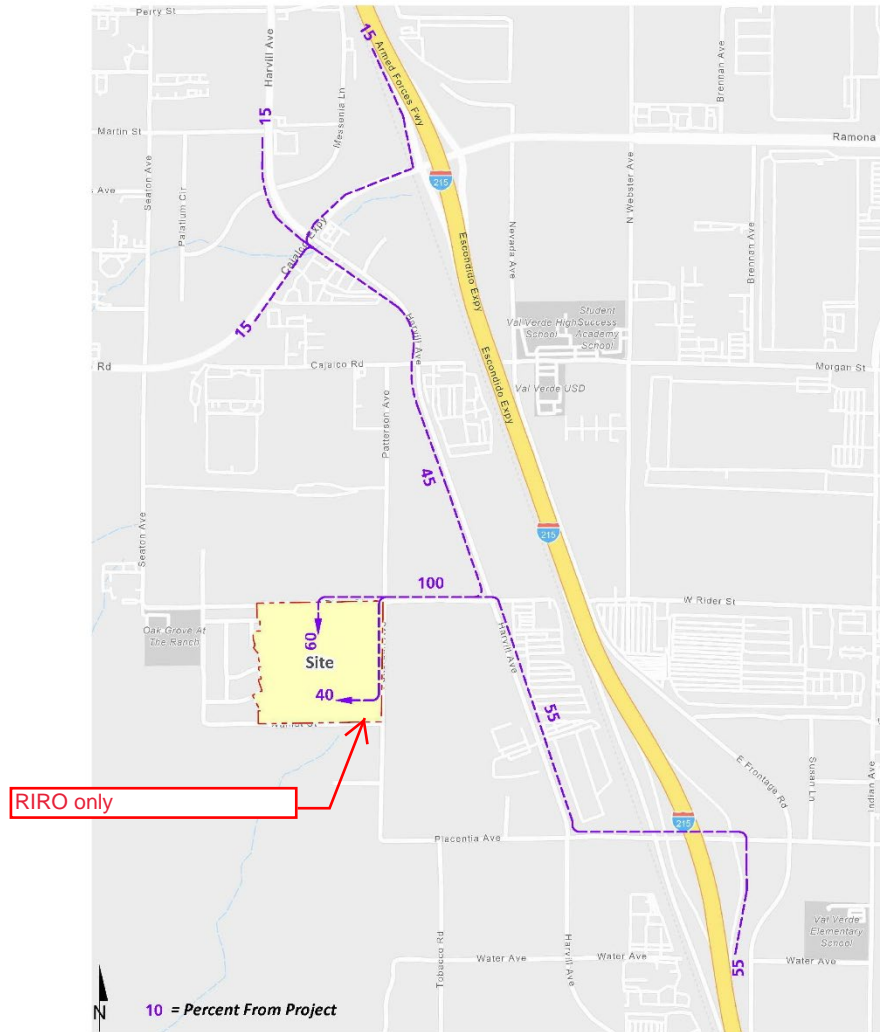 Perry St
Harvill Ave
15
Armed Forces Fwy
Brennan Ave
15
Messenia Ln
Martin St
Ramona
Seaton Ave
215
Ave
Palatium Cir
N Webster Ave
Nevada Ave
Brennan Ave
Cajalco Expy
Escondido Expy
15
Harvill Ave
Student
Val Verde High Success
School Academy
School
Rd
Cajalco Rd
Escondido Expy
Morgan St
Val Verde USD
Patterson Ave
45
Seaton Ave
215
100
W Rider St
Oak Grove At
The Ranch
60
Site
Harvill Ave
40
55
Walnut St
E Frontage Rd
Susan Ln
Indian Ave
RIRO only
215
Placentia Ave
Val Verde
Elementary
School
Tobacco Rd
Harvill Ave
Water Ave
Water Ave
55
N
10 = Percent From Project